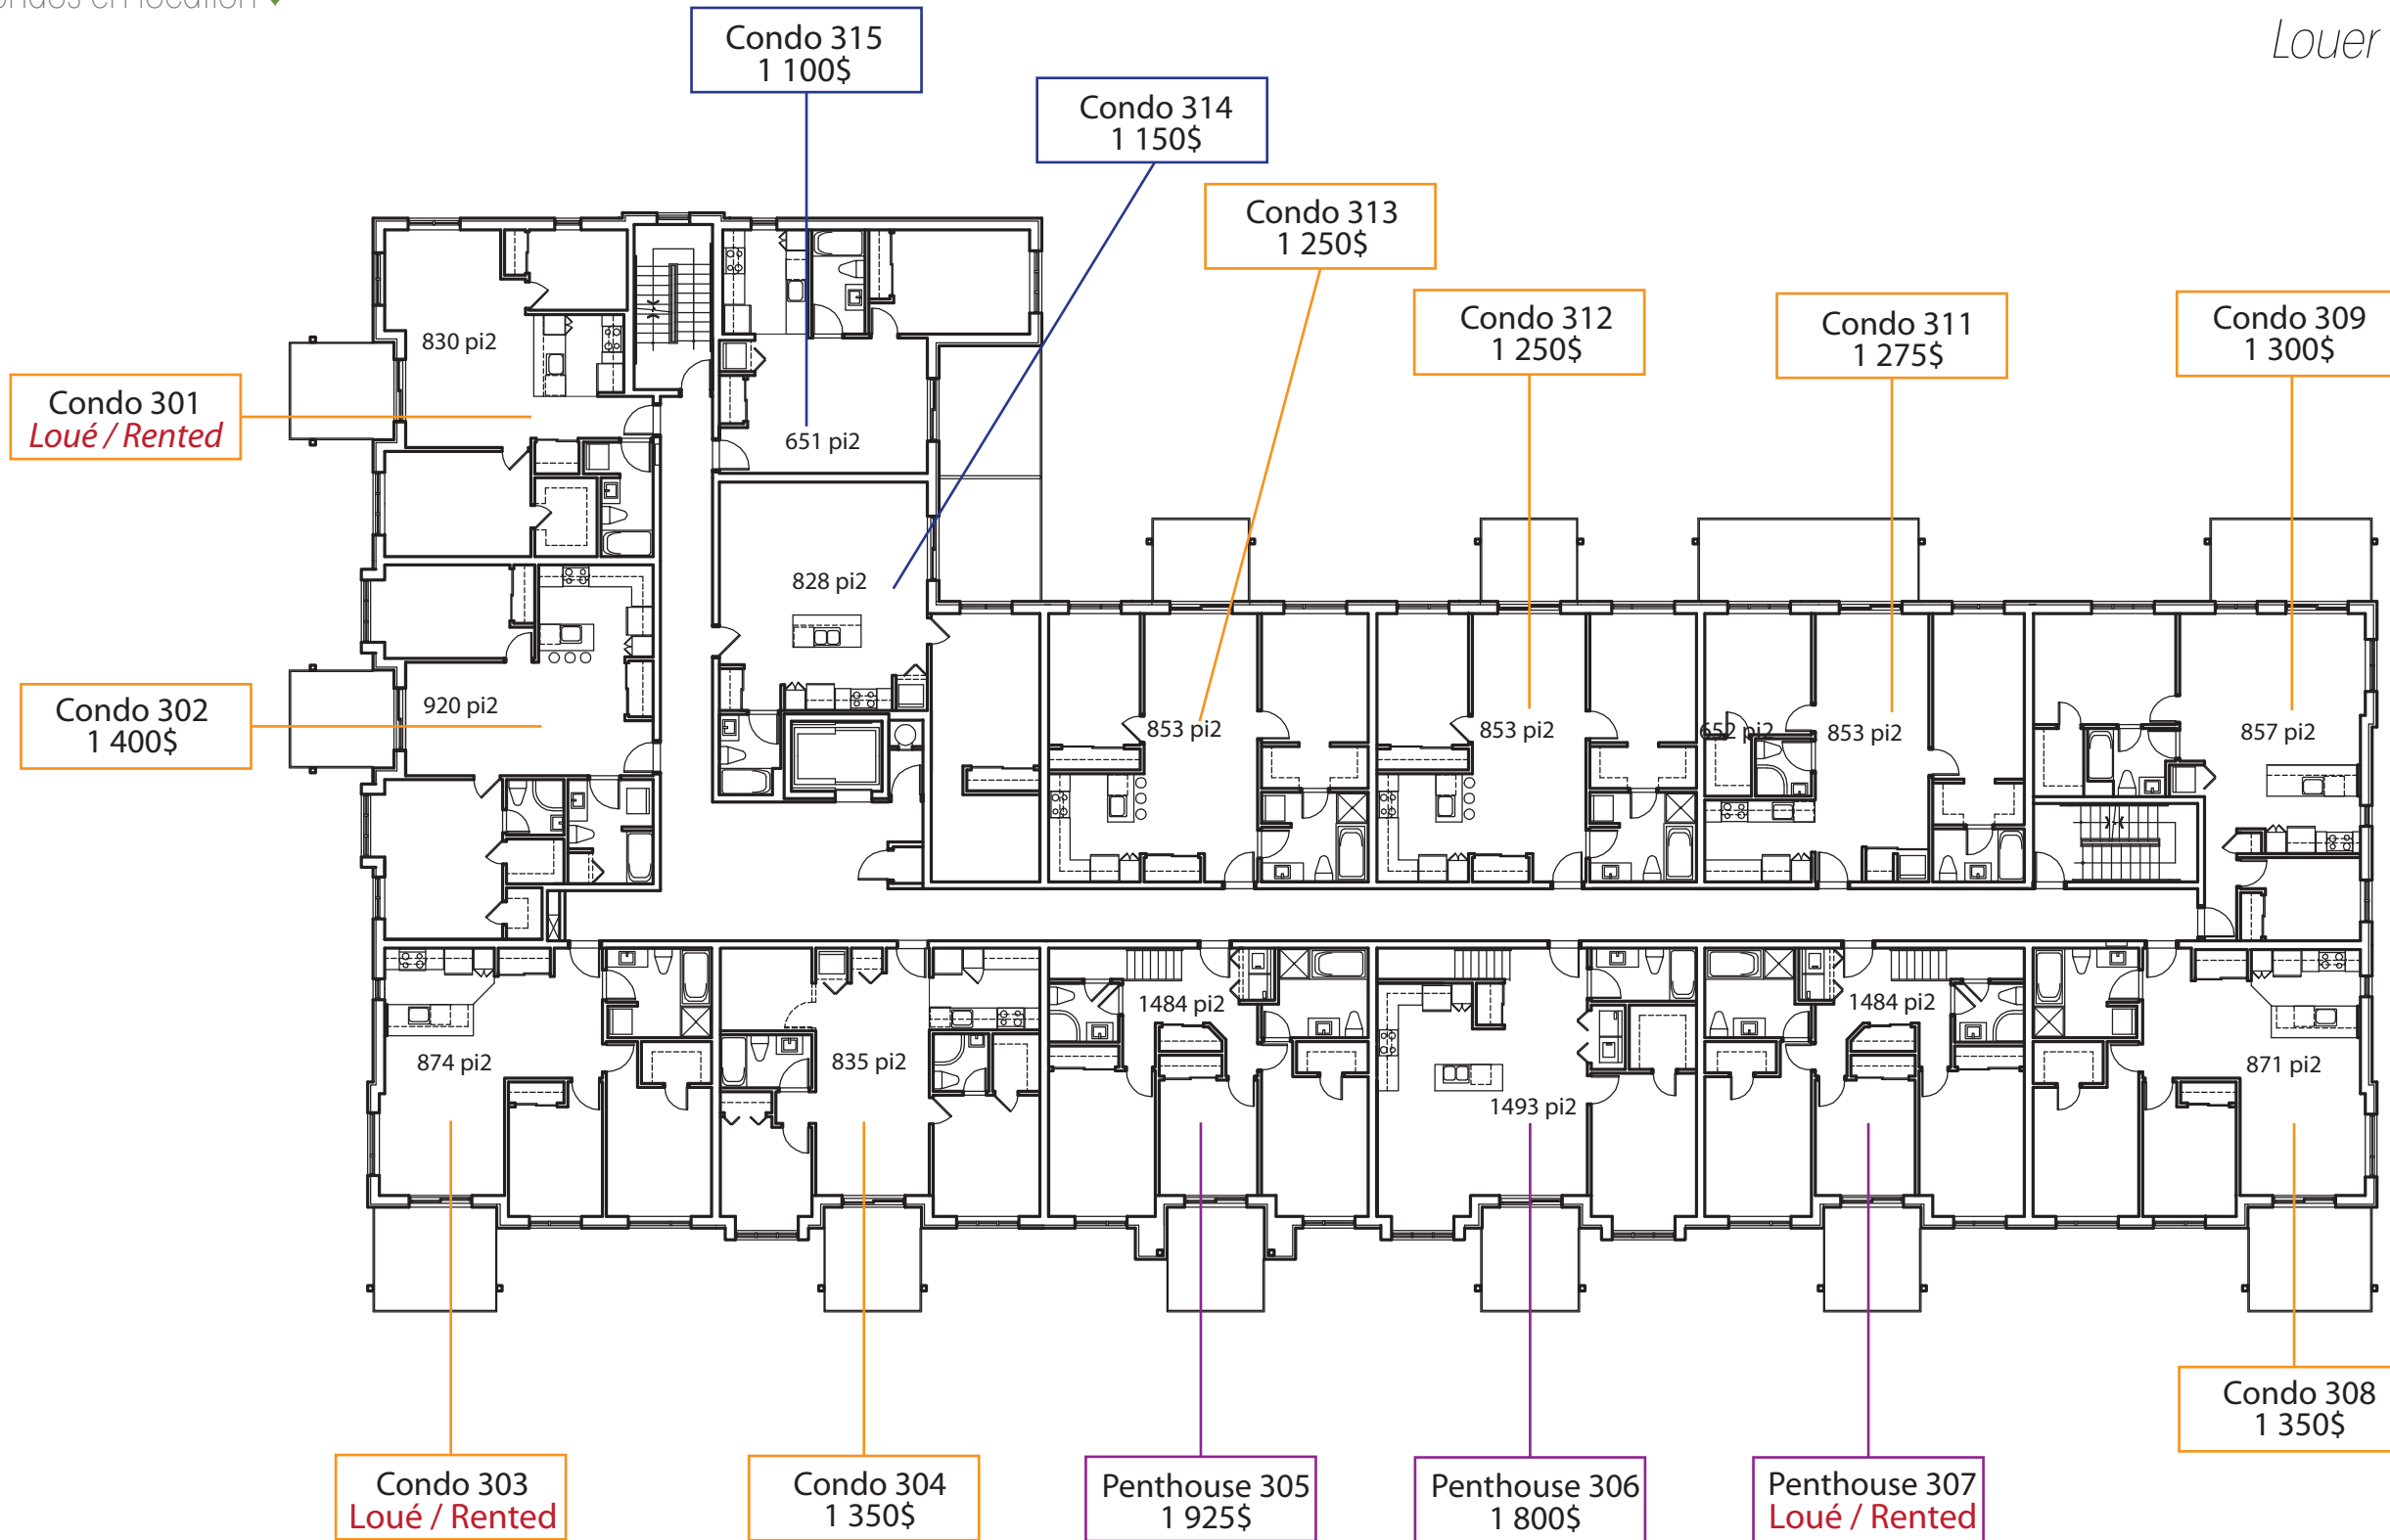 en location
Louer
Condo 315
1 100$
Condo 314
1 150$
Condo 313
1 250$
Condo 312
1 250$
Condo 311
1 275$
Condo 309
1 300$
830 pi2
Condo 301
Loué / Rented
651 pi2
828 pi2
Condo 302
1 400$
920 pi2
853 pi2
853 pi2
652 pi2
853 pi2
857 pi2
874 pi2
835 pi2
1484 pi2
1493 pi2
1484 pi2
871 pi2
Condo 308
1 350$
Condo 303
Loué / Rented
Condo 304
1 350$
Penthouse 305
1 925$
Penthouse 306
1 800$
Penthouse 307
Loué / Rented